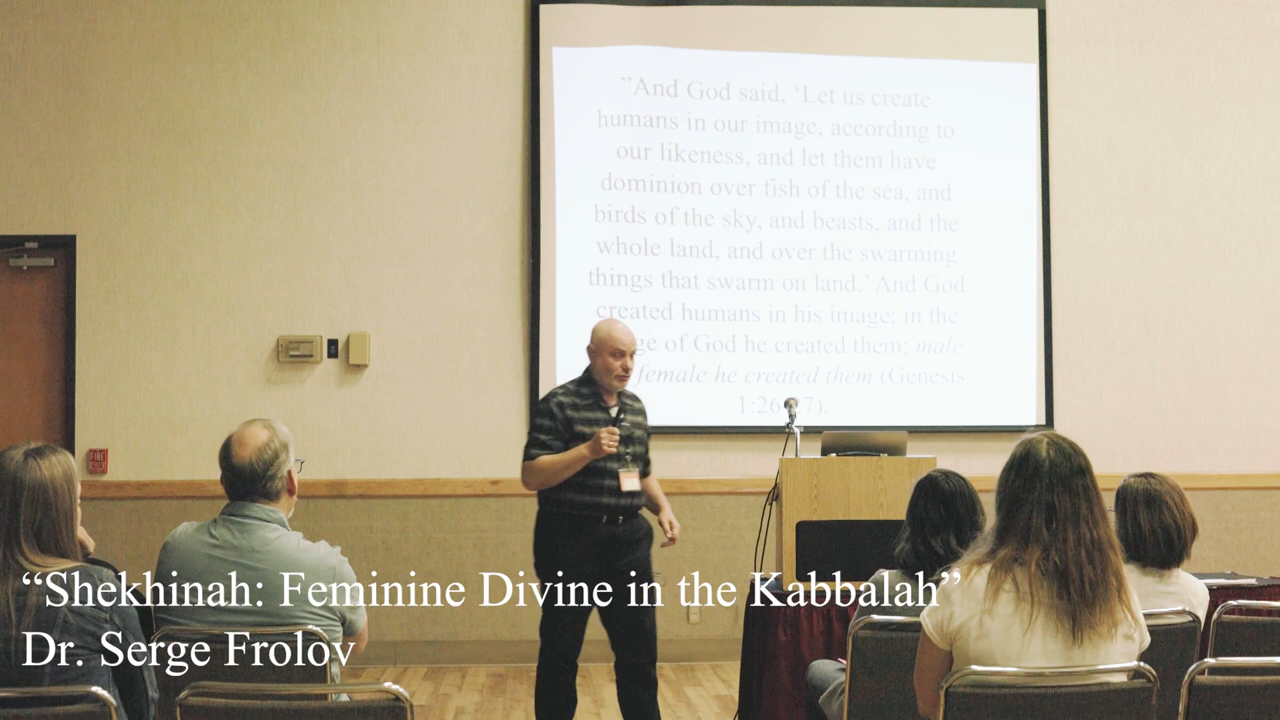 ”And God said, ‘Let us create
humans in our image, according to
our likeness, and let them have
dominion over fish of the sea, and
birds of the sky, and beasts, and the
whole land, and over the swarming
things that swarm on land.’ And God
created humans in his image; in the
of God he created them; male
female he created them (Genesis
1:26 27).
FIRE
“Shekhinah: Feminine Divine in the Kabbalah”
Dr. Serge Frolov